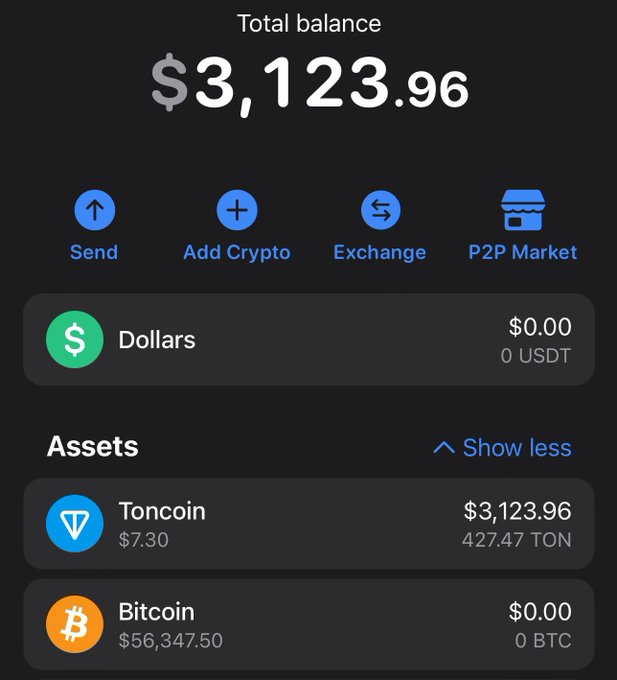 Total balance
$3,123.96
Send Add Crypto Exchange P2P Market
$ Dollars $0.00
0 USDT
Assets Show less
Toncoin $3,123.96
$7.30 427.47 TON
Bitcoin $0.00
$56,347.50 0 BTC